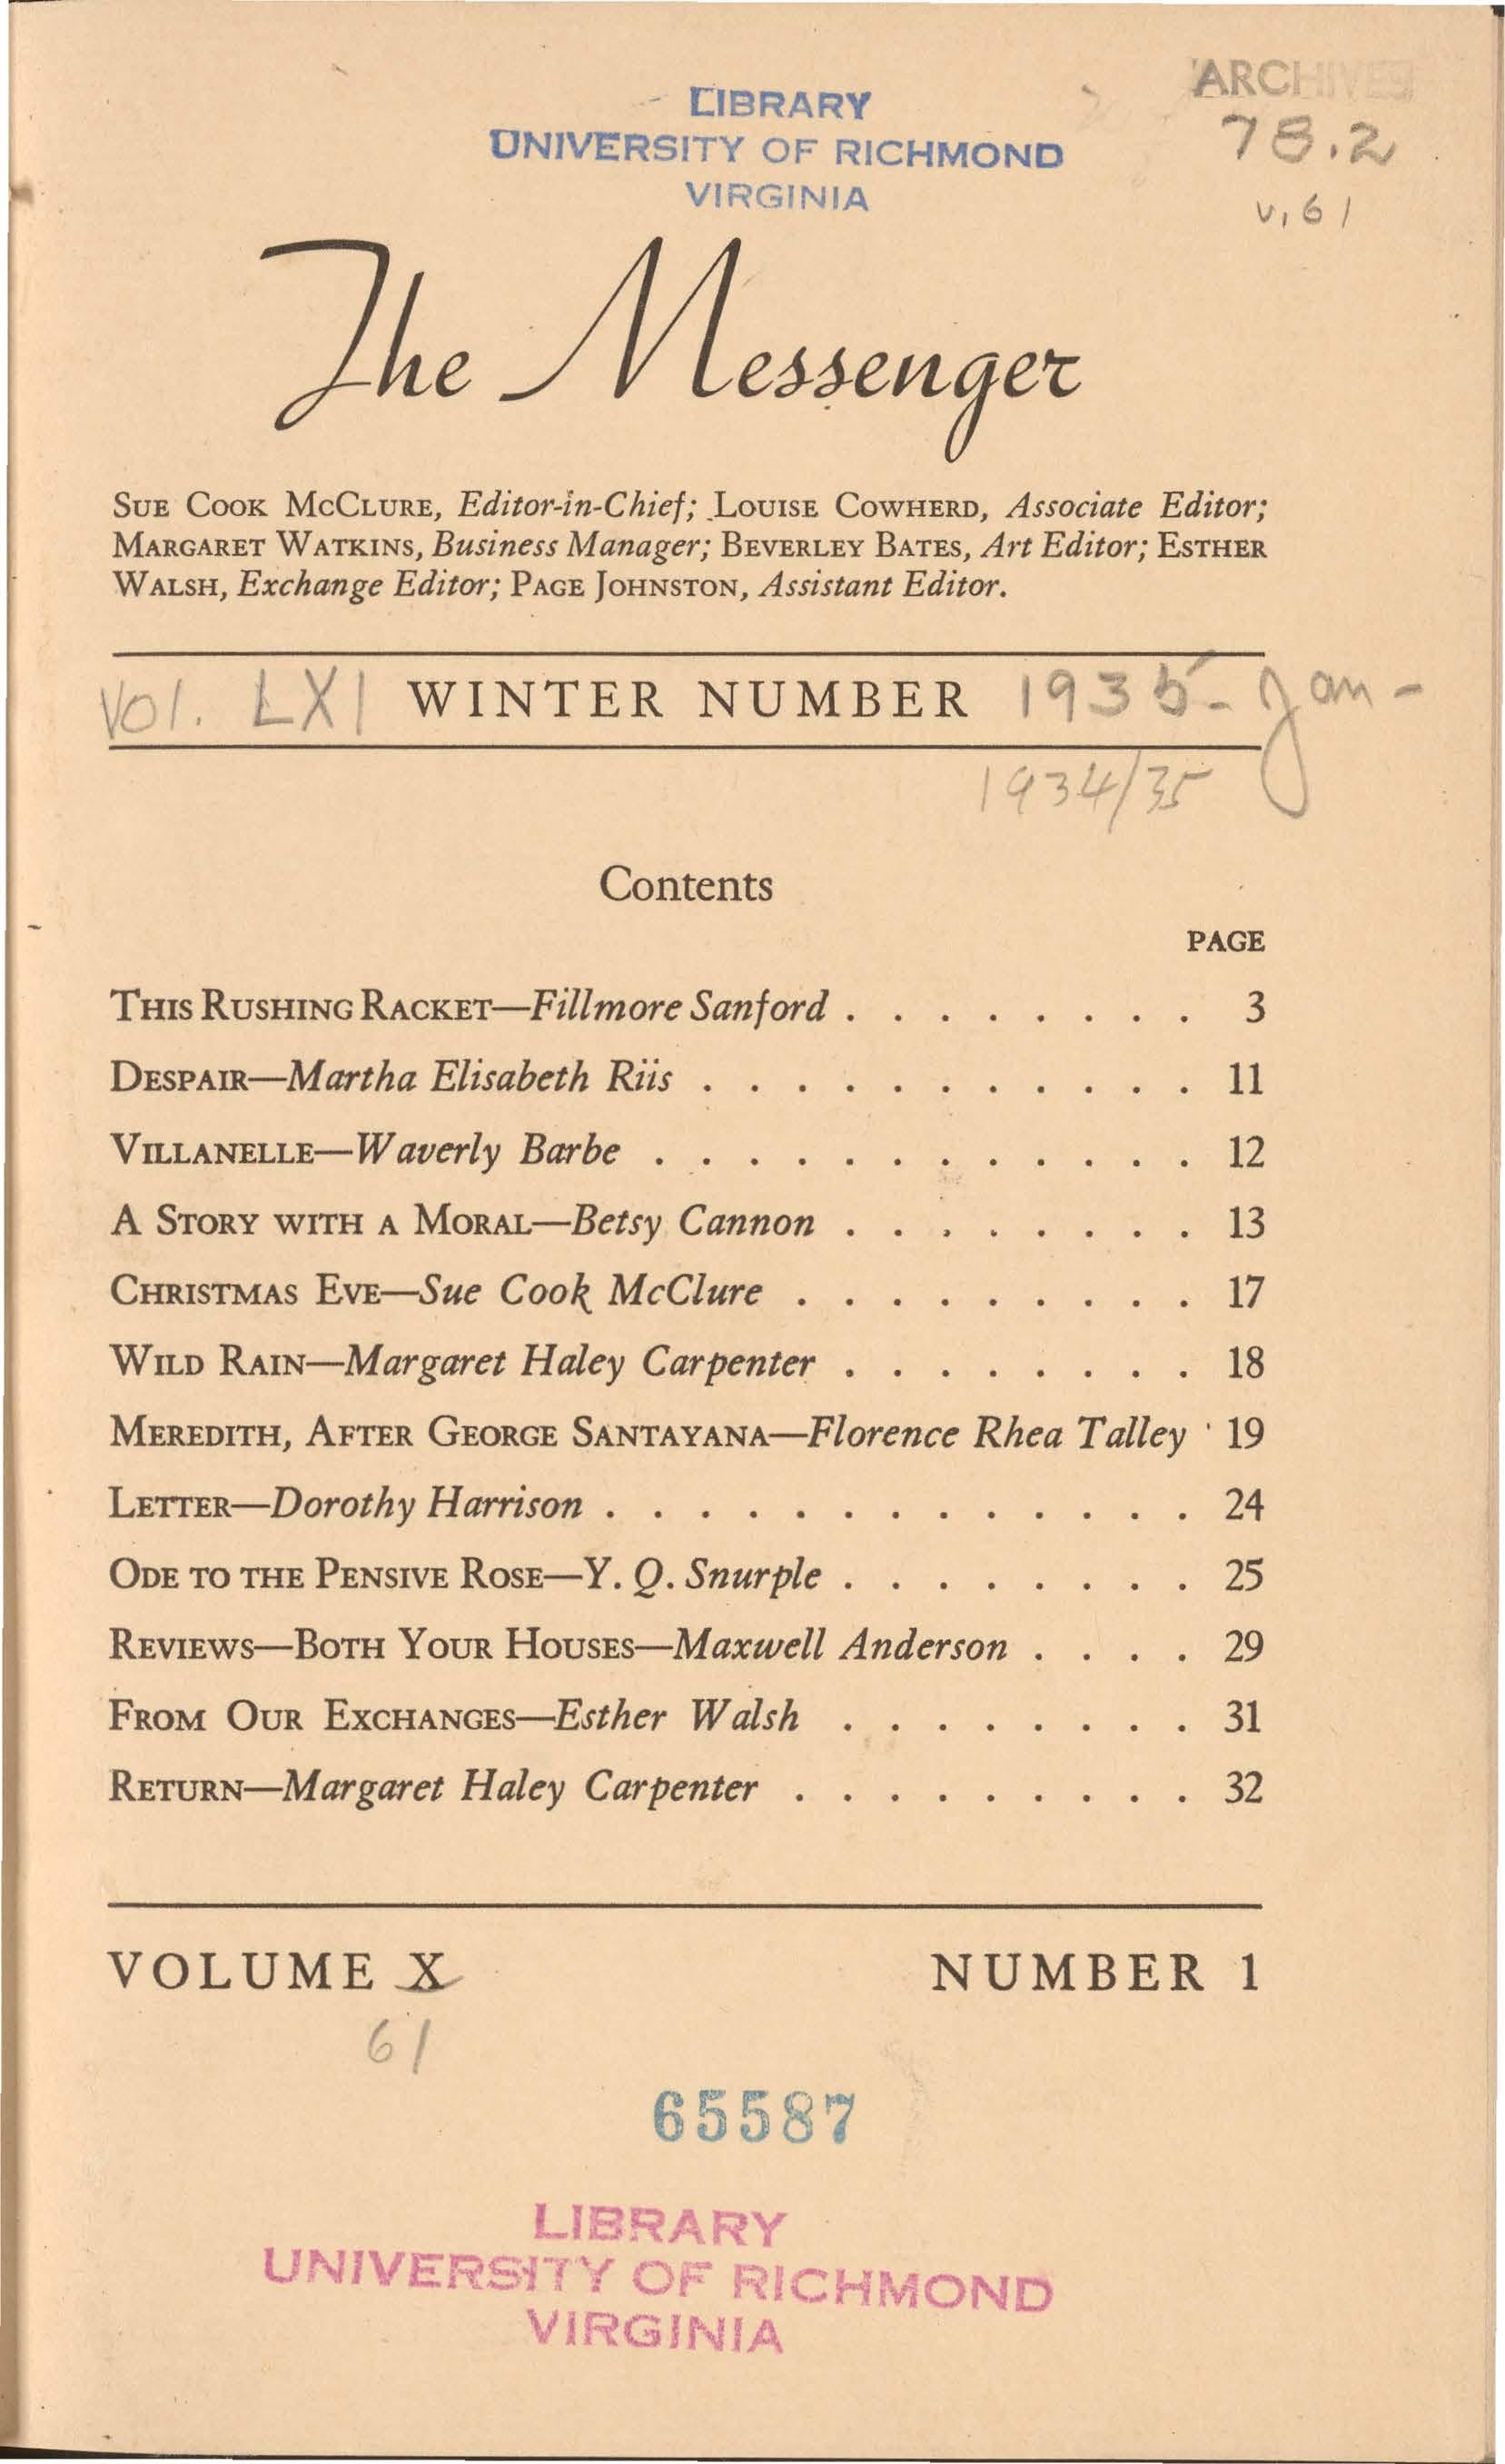 LIBRARY
UNIVERSITY OF RICHMOND
VIRGINIA
ARCHIVES
78.2
v.61
The Messenger
SUE COOK MCCLURE, Editor-in-Chief; LOUISE COWHERD, Associate Editor;
MARGARET WATKINS, Business Manager; BEVERLEY BATES, Art Editor; ESTHER
WALSH, Exchange Editor; PAGE JOHNSTON, Assistant Editor.
Vol. LXI WINTER NUMBER 1935-Jan-
1934/35
Contents
PAGE
THIS RUSHING RACKET—Fillmore Sanford . . . . . . . . 3
DESPAIR—Martha Elisabeth Riis . . . . . . . . . . . 11
VILLANELLE—Waverly Barbe . . . . . . . . . . . . 12
A STORY WITH A MORAL—Betsy Cannon . . . . . . . . 13
CHRISTMAS EVE—Sue Cook McClure . . . . . . . . . 17
WILD RAIN—Margaret Haley Carpenter . . . . . . . . 18
MEREDITH, AFTER GEORGE SANTAYANA—Florence Rhea Talley . 19
LETTER—Dorothy Harrison . . . . . . . . . . . . . 24
ODE TO THE PENSIVE ROSE—Y. Q. Snurple . . . . . . . . 25
REVIEWS—BOTH YOUR HOUSES—Maxwell Anderson . . . . 29
FROM OUR EXCHANGES—Esther Walsh . . . . . . . . 31
RETURN—Margaret Haley Carpenter . . . . . . . . . 32
VOLUME X NUMBER 1
61
65587
LIBRARY
UNIVERSITY OF RICHMOND
VIRGINIA